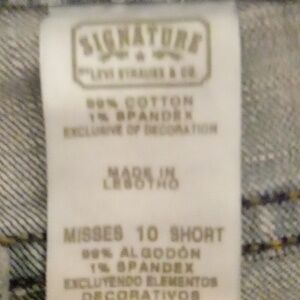 SIGNATURE
BY LEVI STRAUSS & CO.
99% COTTON
1% SPANDEX
EXCLUSIVE OF DECORATION
MADE IN
LESOTHO
MISSES 10 SHORT
99% ALGODÓN
1% SPANDEX
EXCLUYENDO ELEMENTOS
DECORATIVOS